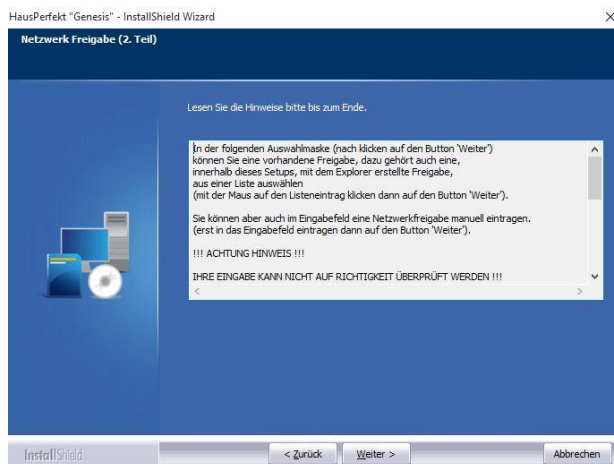 HausPerfekt "Genesis" - InstallShield Wizard
Netzwerk Freigabe (2. Teil)
Lesen Sie die Hinweise bitte bis zum Ende.
In der folgenden Auswahlmaske (nach klicken auf den Button 'Weiter')
können Sie eine vorhandene Freigabe, dazu gehört auch eine,
innerhalb dieses Setups, mit dem Explorer erstellte Freigabe,
aus einer Liste auswählen
(mit der Maus auf den Listeneintrag klicken dann auf den Button 'Weiter').
Sie können aber auch im Eingabefeld eine Netzwerkfreigabe manuell eintragen.
(erst in das Eingabefeld eintragen dann auf den Button 'Weiter').
!!! ACHTUNG HINWEIS !!!
IHRE EINGABE KANN NICHT AUF RICHTIGKEIT ÜBERPRÜFT WERDEN !!!
InstallShield
< Zurück
Weiter >
Abbrechen